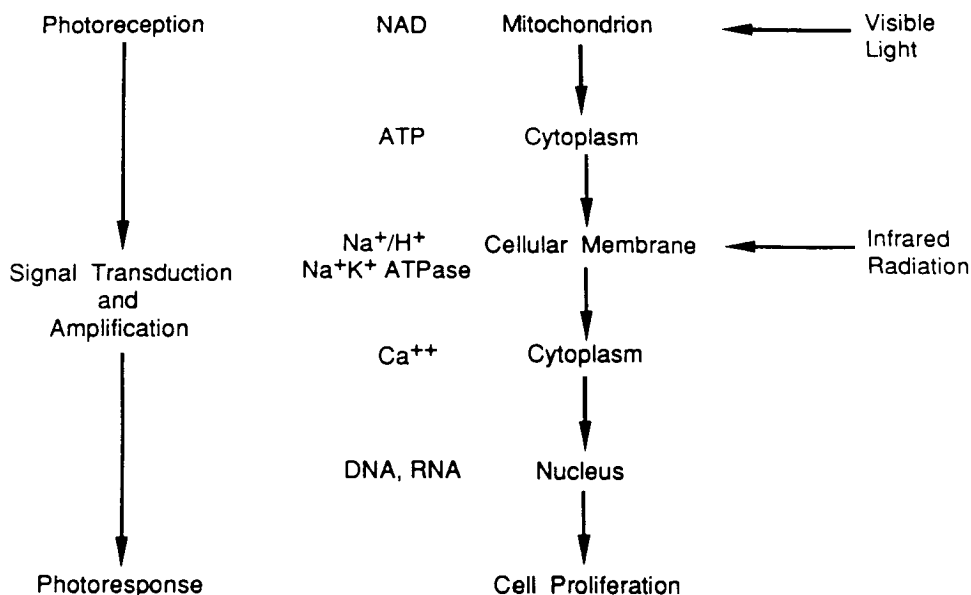 Photoreception
NAD
Mitochondrion
Visible
Light
ATP
Cytoplasm
Na⁺/H⁺
Na⁺K⁺ ATPase
Cellular Membrane
Infrared
Radiation
Signal Transduction
and
Amplification
Ca⁺⁺
Cytoplasm
DNA, RNA
Nucleus
Photoresponse
Cell Proliferation